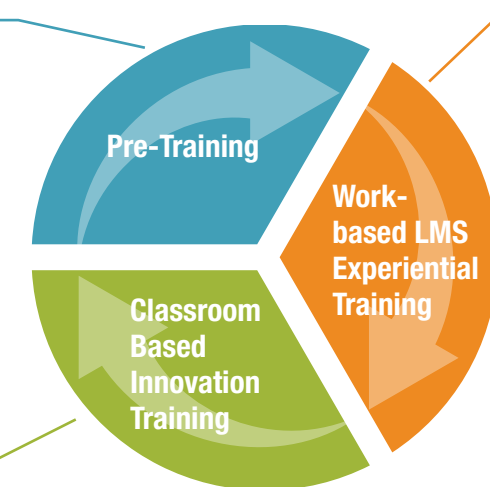 Pre-Training
Work-
based LMS
Experiential
Training
Classroom
Based
Innovation
Training